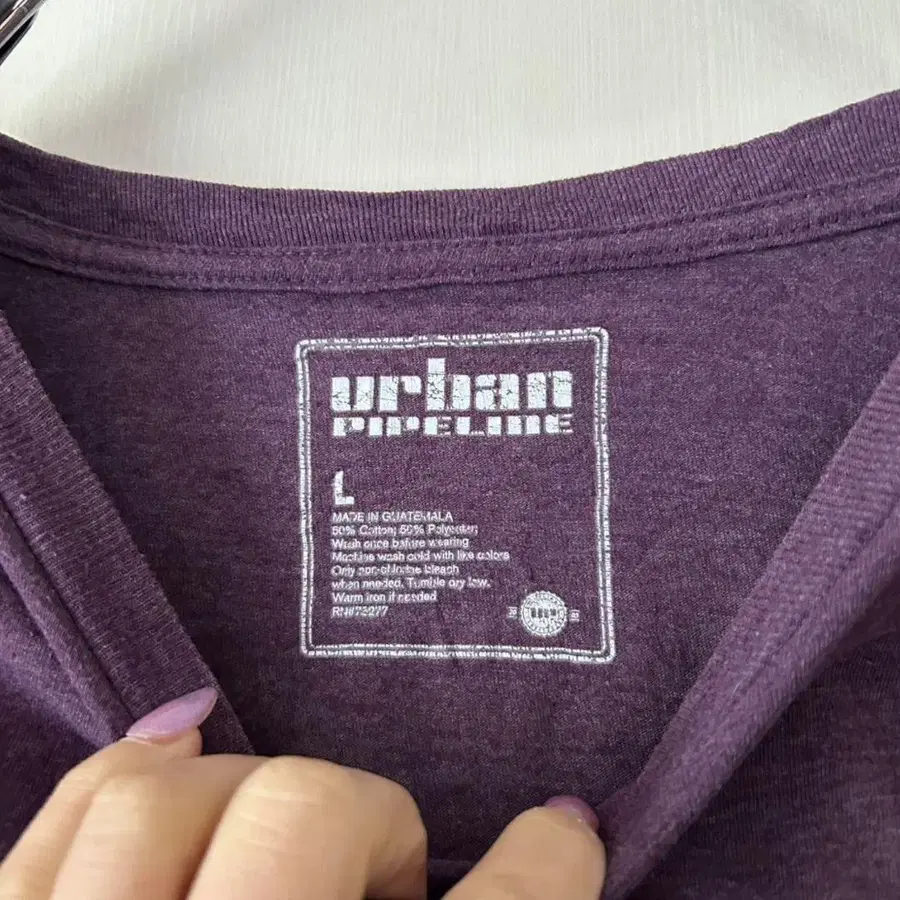 urban
PIPELINE
L
MADE IN GUATEMALA
50% Cotton; 50% Polyester;
Wash once before wearing
Machine wash cold with like colors
Only non-chlorine bleach
when needed. Tumble dry low.
Warm iron if needed
RN#73277